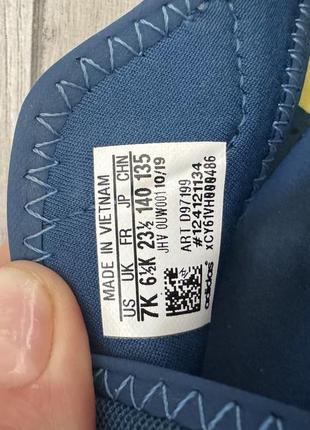 MADE IN VIETNAM
US UK FR JP CHN
7K 6½K 23½ 140 135
JHV 0UW001 10/19
ART.D97199
#124121134
xCY61VH000486
adidas